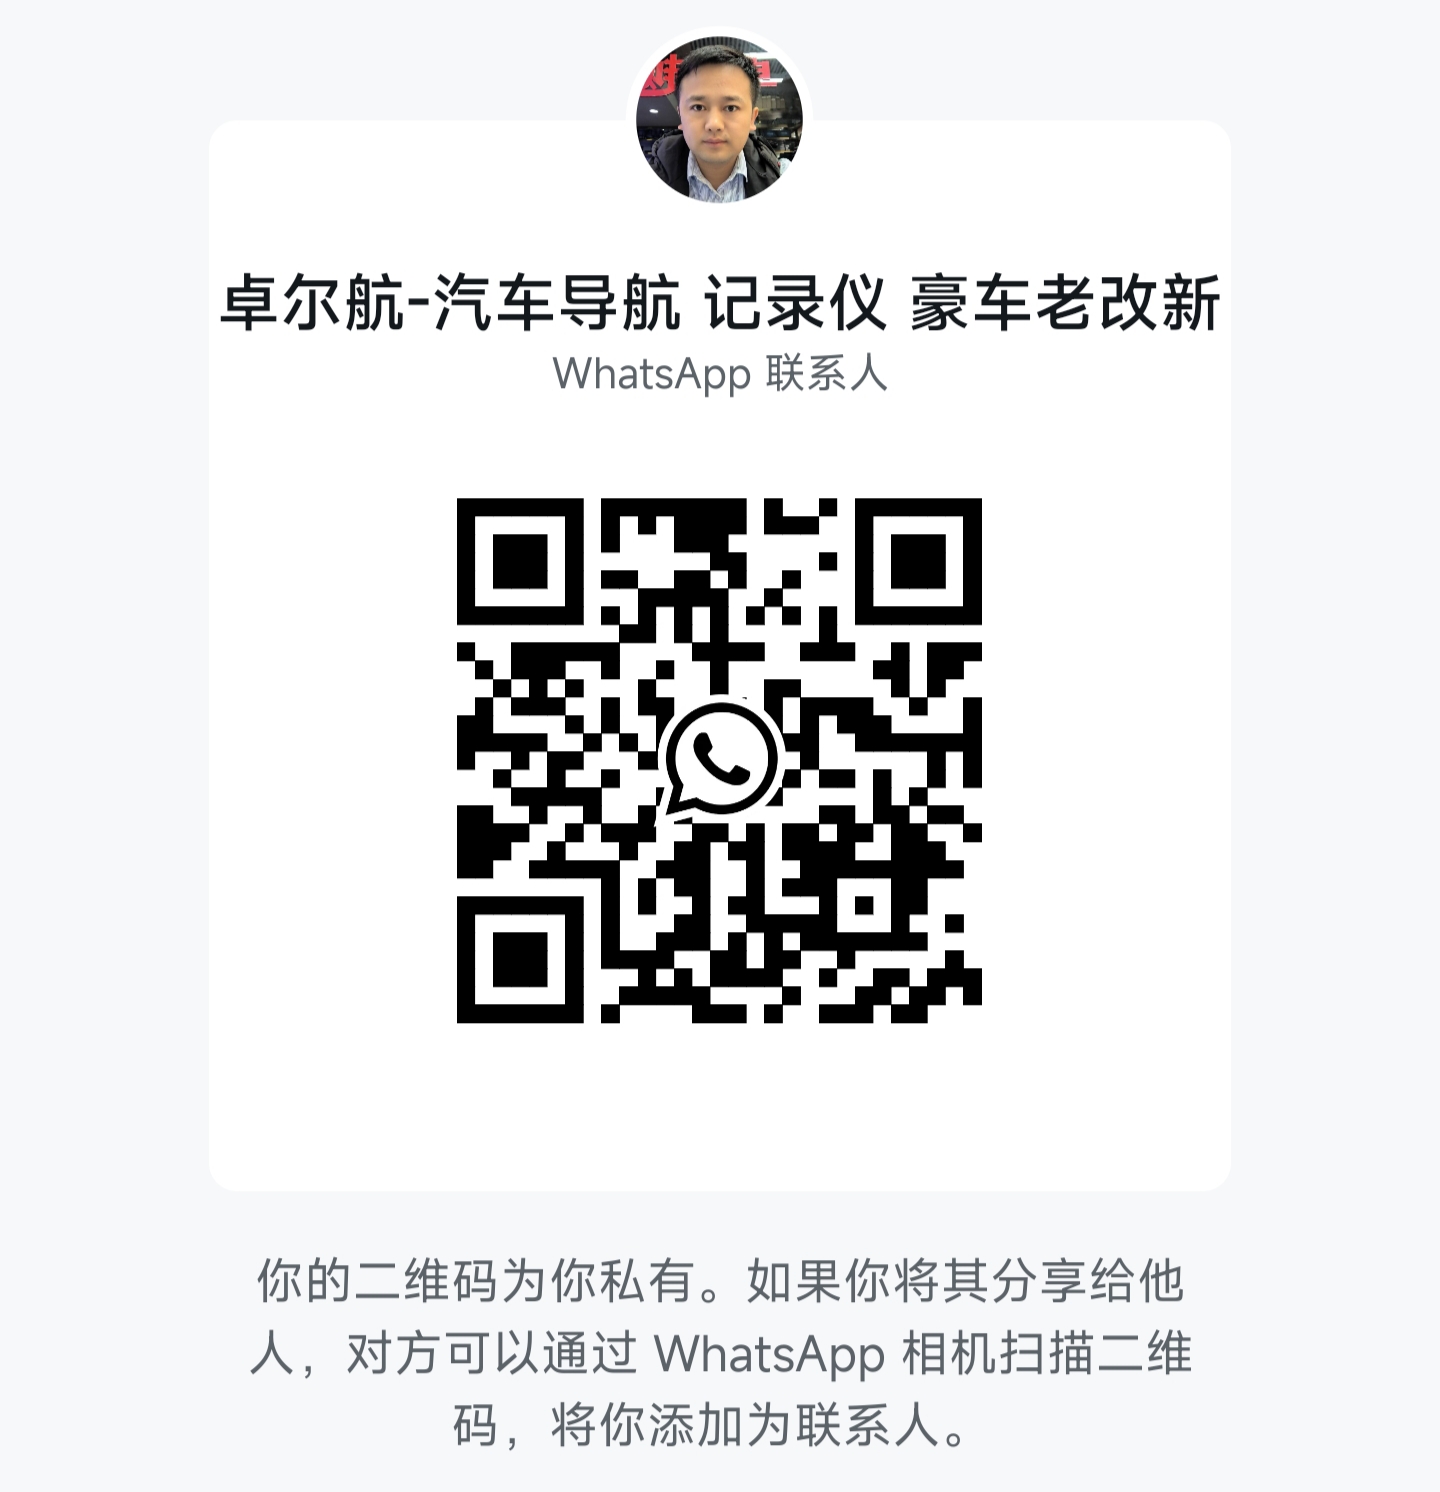 卓尔航-汽车导航 记录仪 豪车老改新
WhatsApp 联系人
你的二维码为你私有。如果你将其分享给他
人，对方可以通过 WhatsApp 相机扫描二维
码，将你添加为联系人。